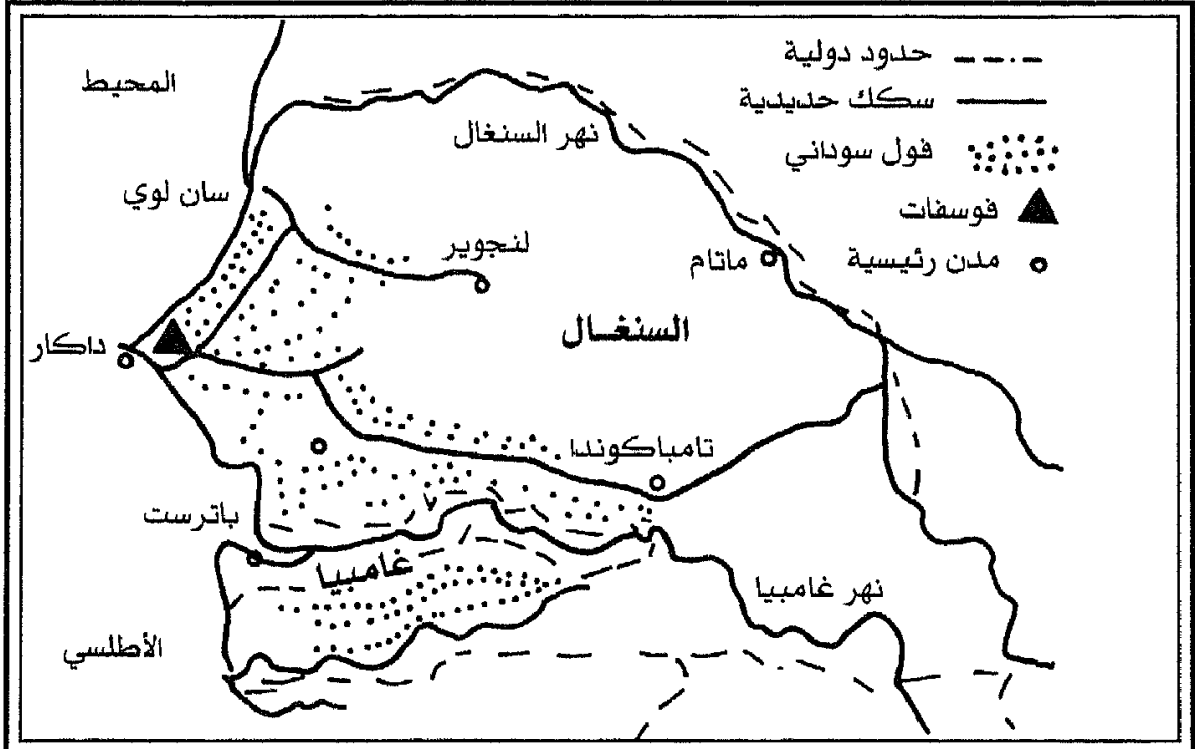 حدود دولية
سكك حديدية
فول سوداني
فوسفات
مدن رئيسية
المحيط
نهر السنغال
سان لوي
لنجوير
ماتام
السنغال
داكار
تامباكوندا
باترست
غامبيا
نهر غامبيا
الأطلسي